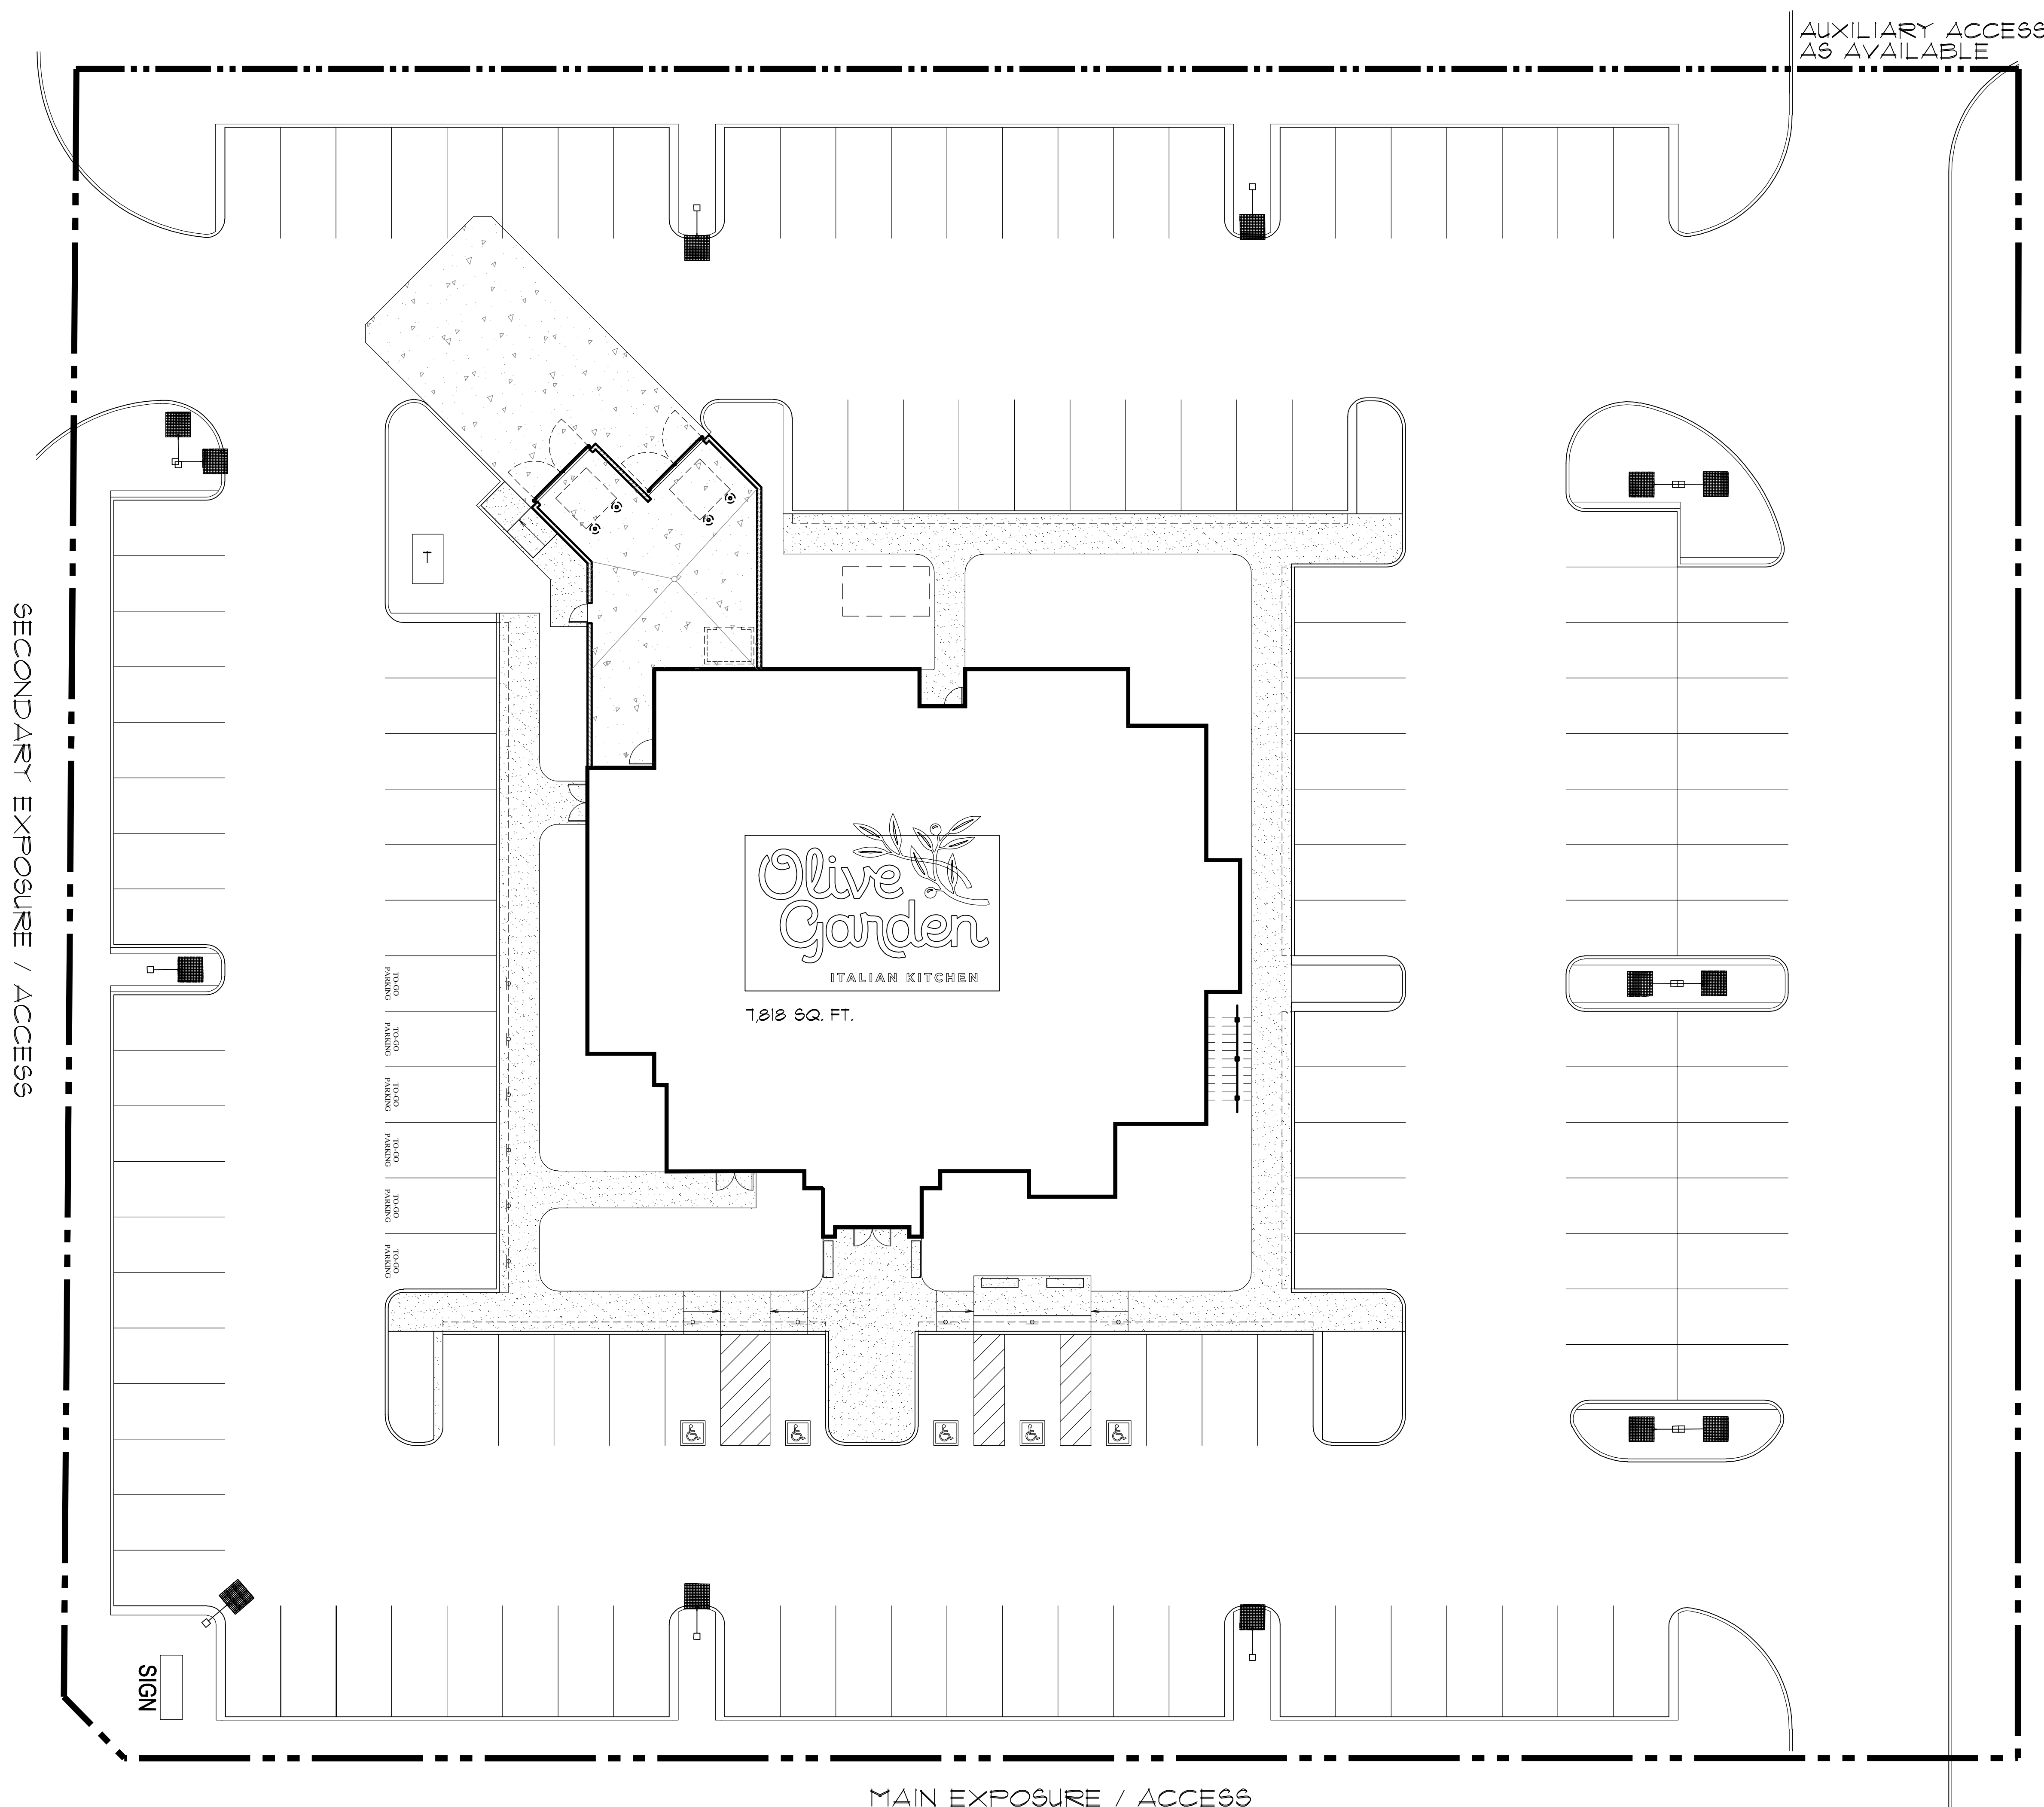 AUXILIARY ACCESS
AS AVAILABLE
T
SECONDARY EXPOSURE / ACCESS
Olive
Garden
ITALIAN KITCHEN
7,818 SQ. FT.
TO-GO
PARKING
TO-GO
PARKING
TO-GO
PARKING
TO-GO
PARKING
TO-GO
PARKING
TO-GO
PARKING
SIGN
MAIN EXPOSURE / ACCESS